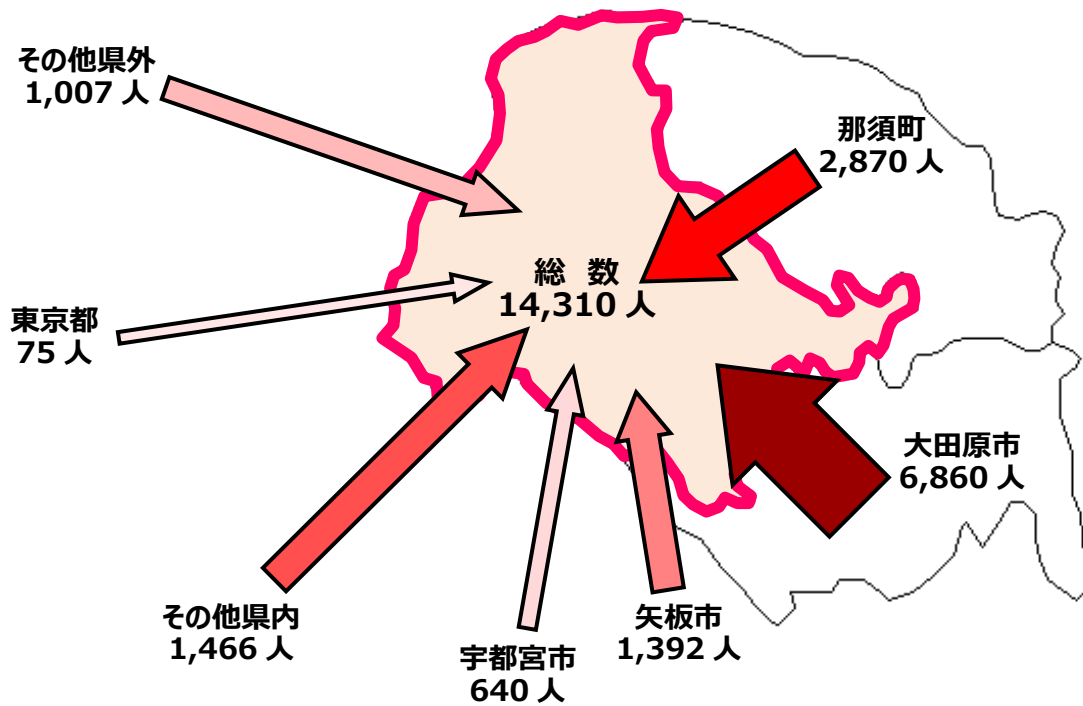 その他県外
1,007 人
那須町
2,870 人
総 数
14,310 人
東京都
75 人
大田原市
6,860 人
その他県内
1,466 人
宇都宮市
640 人
矢板市
1,392 人